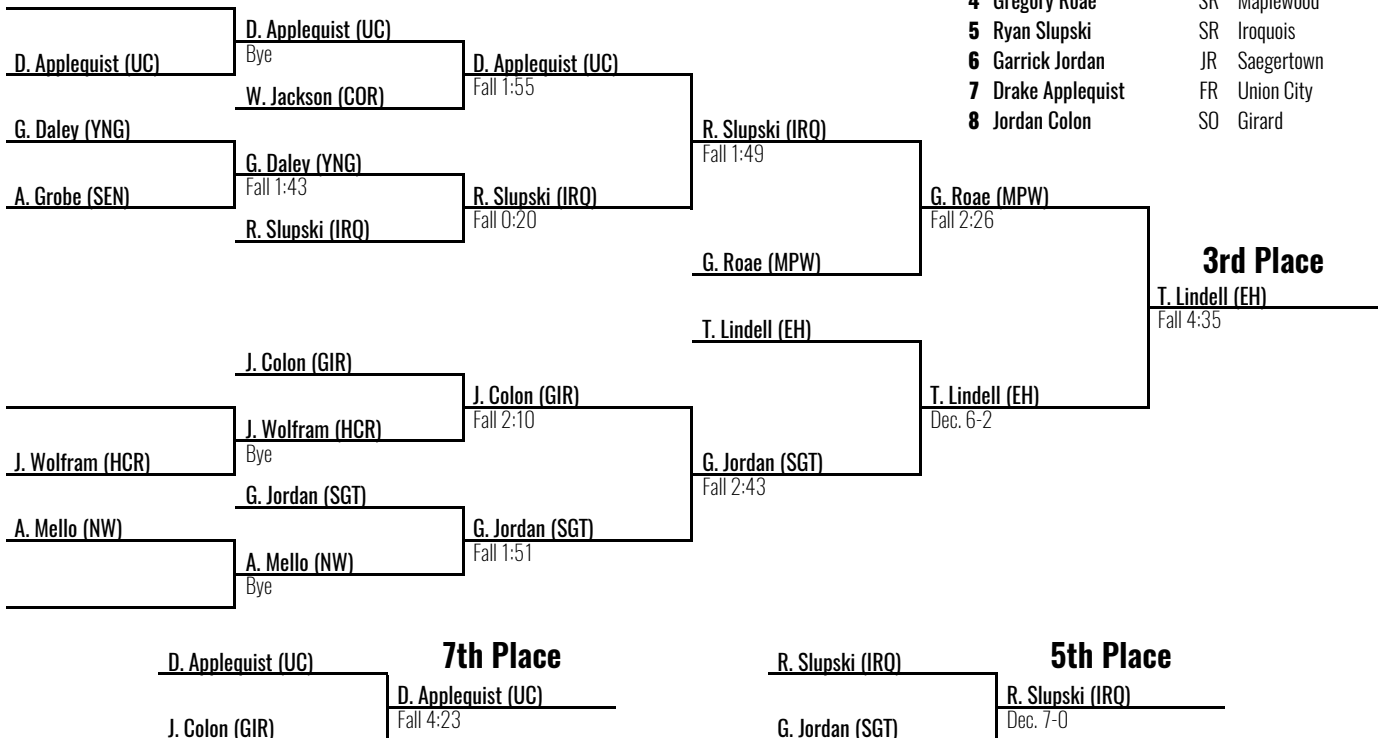 4 Gregory Roae SR Maplewood
D. Applequist (UC)
Bye
5 Ryan Slupski SR Iroquois
D. Applequist (UC)
D. Applequist (UC)
Fall 1:55
6 Garrick Jordan JR Saegertown
W. Jackson (COR)
7 Drake Applequist FR Union City
8 Jordan Colon SO Girard
G. Daley (YNG)
R. Slupski (IRQ)
Fall 1:49
G. Daley (YNG)
Fall 1:43
A. Grobe (SEN)
R. Slupski (IRQ)
Fall 0:20
G. Roae (MPW)
Fall 2:26
R. Slupski (IRQ)
G. Roae (MPW)
3rd Place
T. Lindell (EH)
Fall 4:35
T. Lindell (EH)
J. Colon (GIR)
J. Colon (GIR)
Fall 2:10
T. Lindell (EH)
Dec. 6-2
J. Wolfram (HCR)
Bye
J. Wolfram (HCR)
G. Jordan (SGT)
Fall 2:43
G. Jordan (SGT)
A. Mello (NW)
G. Jordan (SGT)
Fall 1:51
A. Mello (NW)
Bye
7th Place
D. Applequist (UC)
D. Applequist (UC)
Fall 4:23
J. Colon (GIR)
5th Place
R. Slupski (IRQ)
R. Slupski (IRQ)
Dec. 7-0
G. Jordan (SGT)